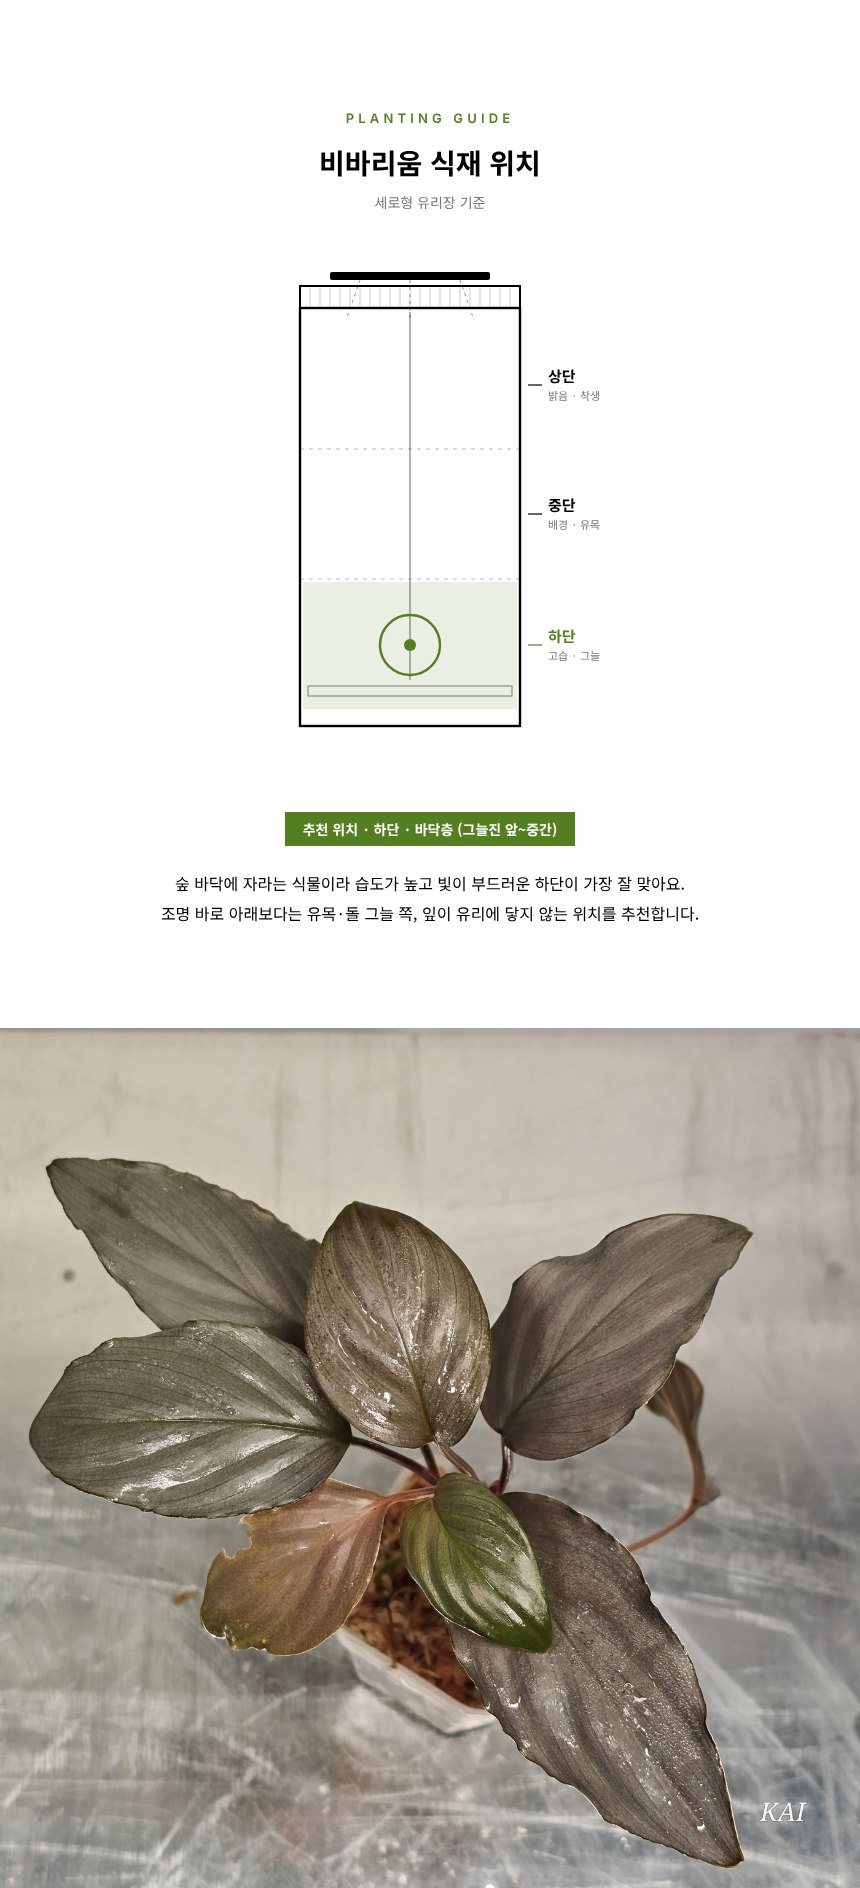 PLANTING GUIDE
비바리움 식재 위치
세로형 유리장 기준
상단
밝음 · 착생
중단
배경 · 유목
하단
고습 · 그늘
추천 위치 · 하단 · 바닥층 (그늘진 앞~중간)
숲 바닥에 자라는 식물이라 습도가 높고 빛이 부드러운 하단이 가장 잘 맞아요.
조명 바로 아래보다는 유목·돌 그늘 쪽, 잎이 유리에 닿지 않는 위치를 추천합니다.
KAI